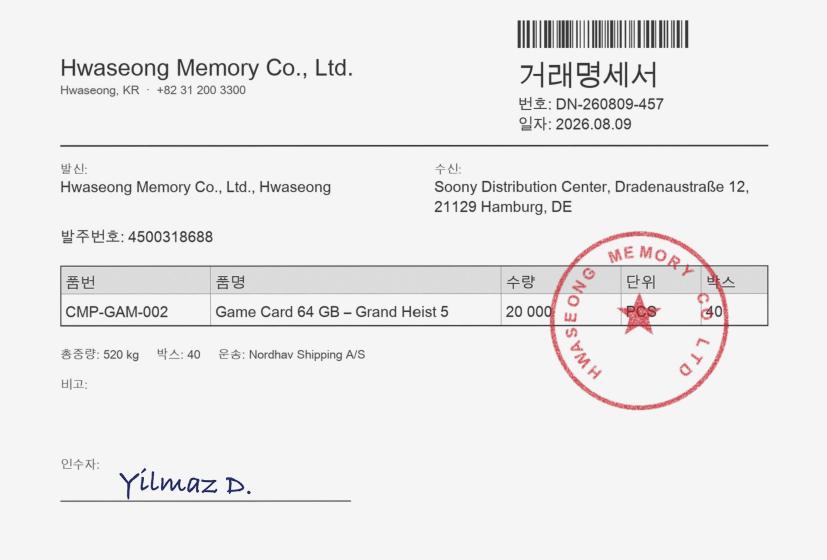 Hwaseong Memory Co., Ltd.
Hwaseong, KR · +82 31 200 3300
거래명세서
번호: DN-260809-457
일자: 2026.08.09
발신:
Hwaseong Memory Co., Ltd., Hwaseong
수신:
Soony Distribution Center, Dradenaustraße 12,
21129 Hamburg, DE
발주번호: 4500318688
품번 품명 수량 단위 박스
CMP-GAM-002 Game Card 64 GB – Grand Heist 5 20 000 PCS 40
HWASEONG MEMORY CO LTD
총중량: 520 kg 박스: 40 운송: Nordhav Shipping A/S
비고:
인수자:
Yilmaz D.